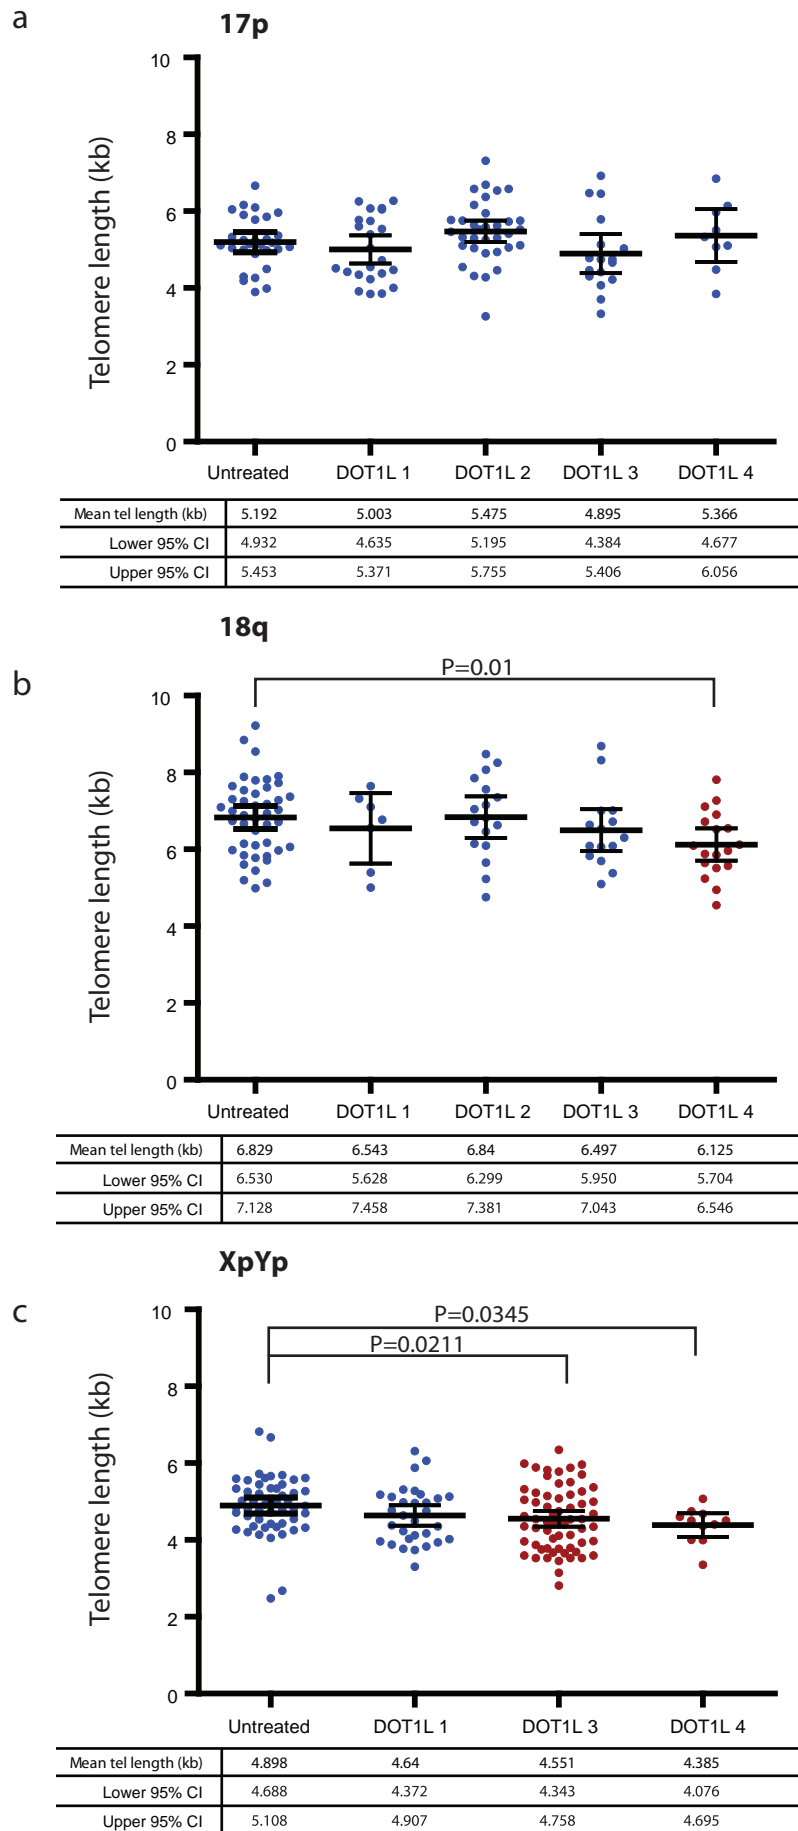 a
17p
Telomere length (kb)
10
8
6
4
2
0
Untreated DOT1L 1 DOT1L 2 DOT1L 3 DOT1L 4
Mean tel length (kb) 5.192 5.003 5.475 4.895 5.366
Lower 95% CI 4.932 4.635 5.195 4.384 4.677
Upper 95% CI 5.453 5.371 5.755 5.406 6.056
18q
b
P=0.01
Telomere length (kb)
10
8
6
4
2
0
Untreated DOT1L 1 DOT1L 2 DOT1L 3 DOT1L 4
Mean tel length (kb) 6.829 6.543 6.84 6.497 6.125
Lower 95% CI 6.530 5.628 6.299 5.950 5.704
Upper 95% CI 7.128 7.458 7.381 7.043 6.546
XpYp
c
P=0.0345
P=0.0211
Telomere length (kb)
10
8
6
4
2
0
Untreated DOT1L 1 DOT1L 3 DOT1L 4
Mean tel length (kb) 4.898 4.64 4.551 4.385
Lower 95% CI 4.688 4.372 4.343 4.076
Upper 95% CI 5.108 4.907 4.758 4.695